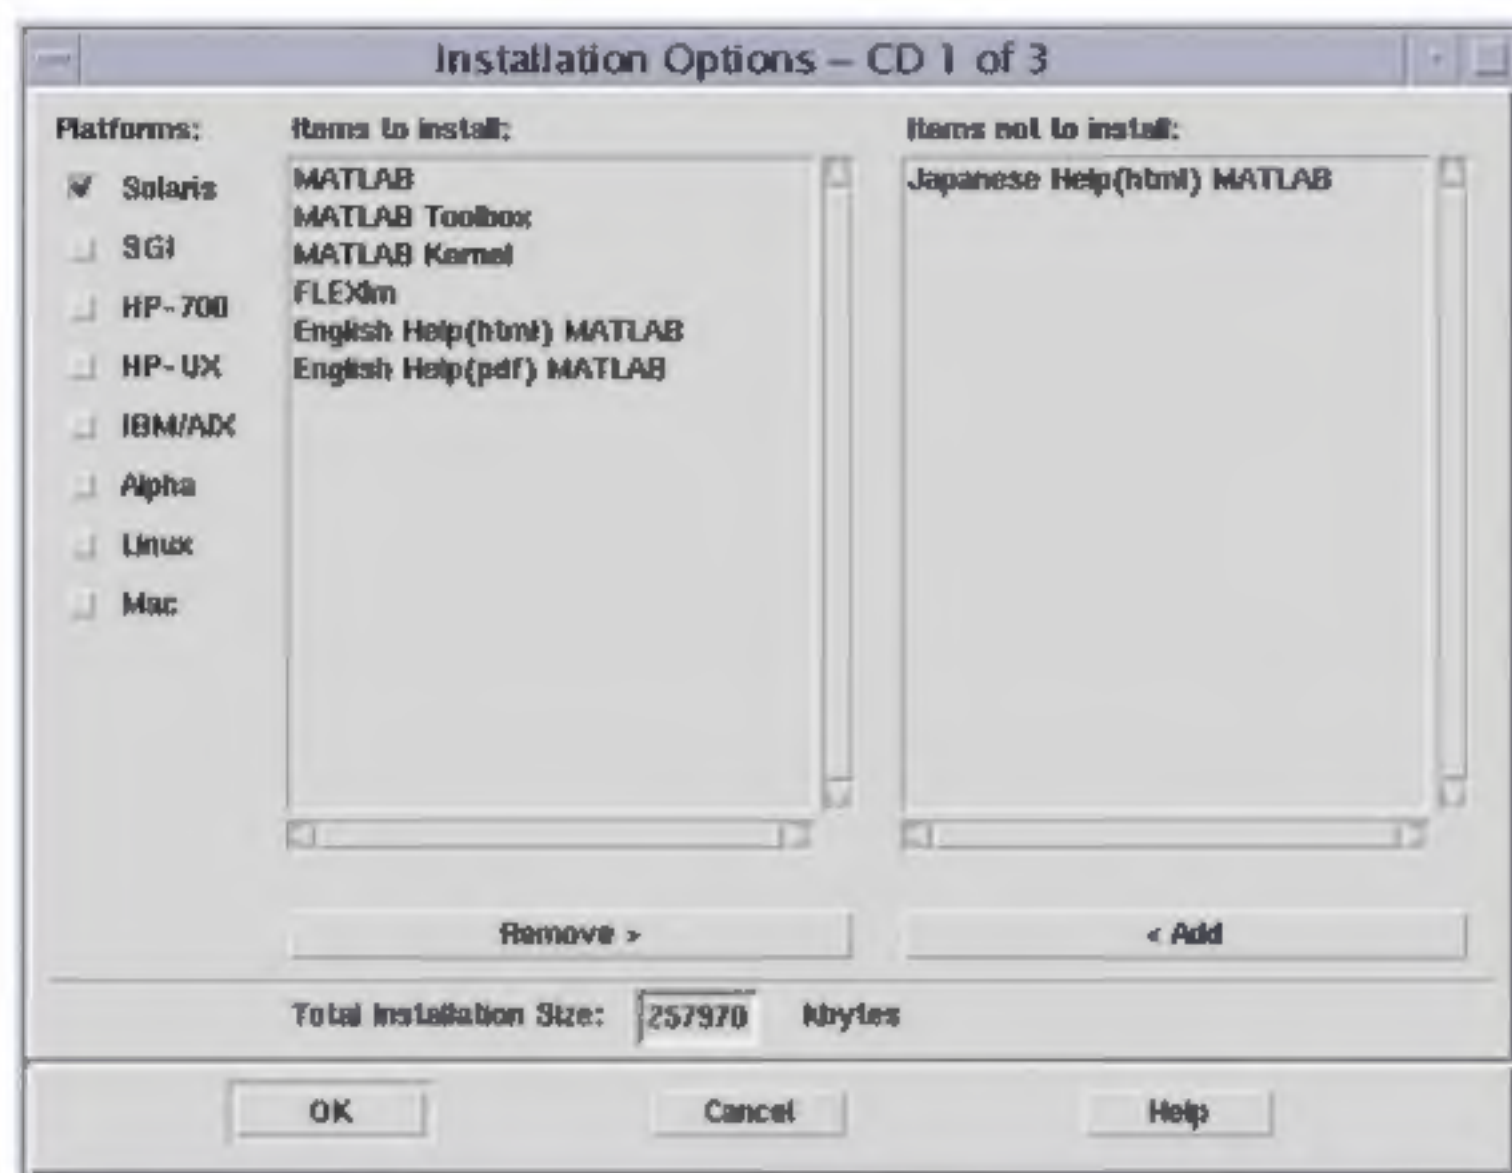 Installation Options – CD 1 of 3
Platforms:
Solaris
SGI
HP-700
HP-UX
IBM/AIX
Alpha
Linux
Mac
Items to install:
MATLAB
MATLAB Toolbox
MATLAB Kernel
FLEXlm
English Help(html) MATLAB
English Help(pdf) MATLAB
Items not to install:
Japanese Help(html) MATLAB
Remove >
< Add
Total Installation Size: 257970 kbytes
OK
Cancel
Help